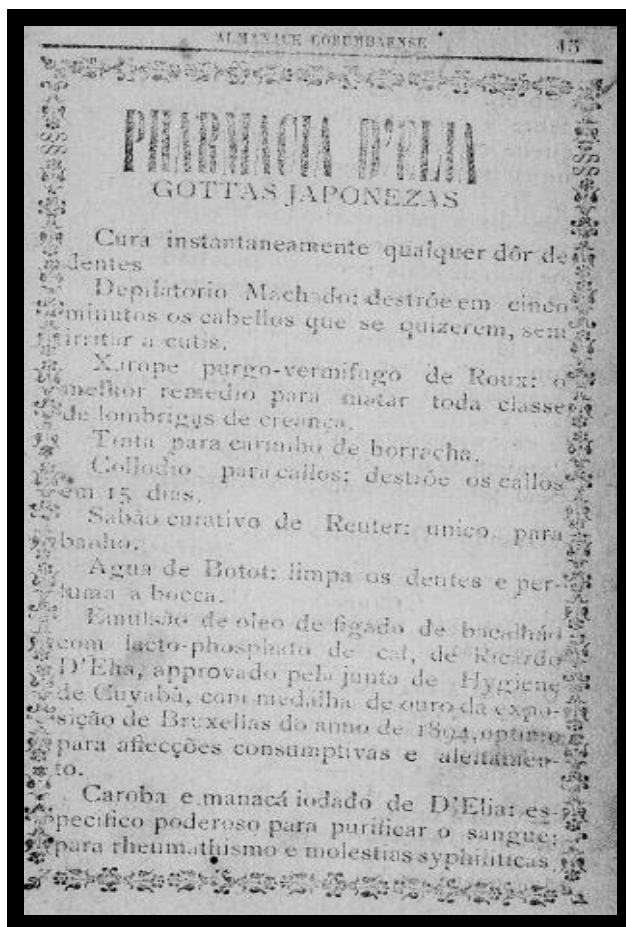 ALMANACK CORUMBAENSE 45
PHARMACIA D'ELIA
GOTTAS JAPONEZAS
Cura instantaneamente qualquer dôr de
dentes
Depilatorio Machado: destróe em cinco
minutos os cabellos que se quizerem, sem
irritar a cutis.
Xarope purgo-vermifugo de Roux: o
melhor remedio para matar toda classe
de lombrigas de creança.
Tinta para carimbo de borracha.
Collodio para callos: destróe os callos
em 15 dias.
Sabão curativo de Reuter: unico para
banho.
Agua de Botot: limpa os dentes e per-
fuma a bocca.
Emulsão de oleo de figado de bacalháo
com lacto-phosphato de cal, de Ricardo
D'Elia, approvado pela junta de Hygiene
de Cuyabá, com medalha de ouro da expo-
sição de Bruxellas do anno de 1894, optimo
para affecções consumptivas e aleitamen-
to.
Caroba e manacá iodado de D'Elia: es-
pecifico poderoso para purificar o sangue;
para rheumathismo e molestias syphiliticas